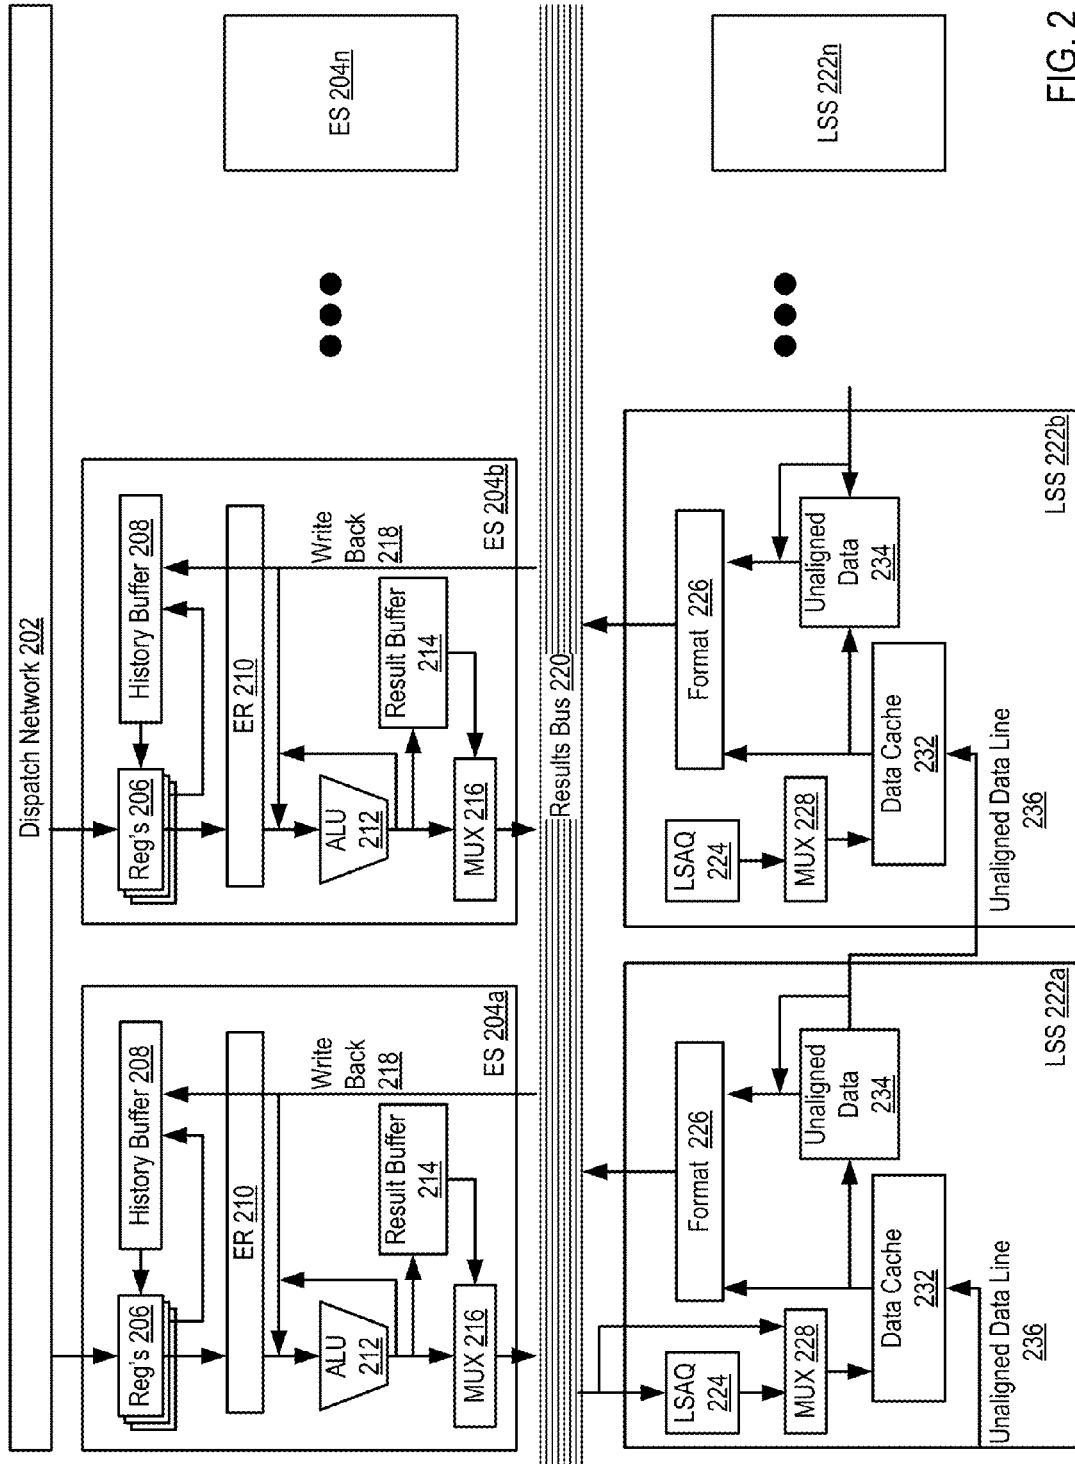 Dispatch Network 202
Reg's 206
History Buffer 208
ER 210
ALU
212
Write
Back
218
Result Buffer
214
MUX 216
ES 204a
Reg's 206
History Buffer 208
ER 210
ALU
212
Write
Back
218
Result Buffer
214
MUX 216
ES 204b
ES 204n
Results Bus 220
LSAQ
224
MUX 228
Format 226
Data Cache
232
Unaligned
Data
234
Unaligned Data Line
236
LSS 222a
LSAQ
224
MUX 228
Format 226
Data Cache
232
Unaligned
Data
234
Unaligned Data Line
236
LSS 222b
LSS 222n
FIG. 2